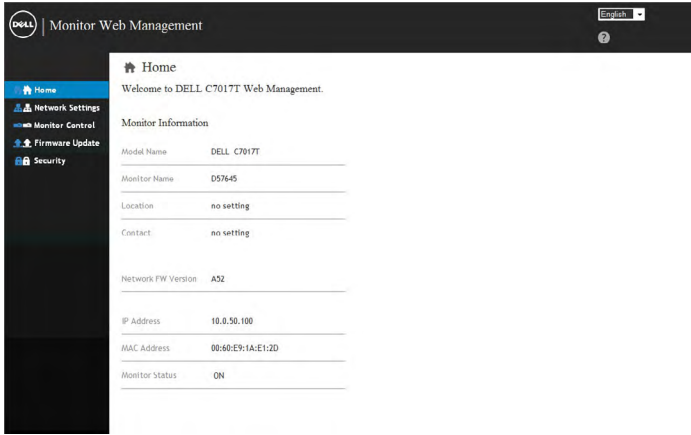 DELL | Monitor Web Management
English
?
Home
Network Settings
Monitor Control
Firmware Update
Security
Home
Welcome to DELL C7017T Web Management.
Monitor Information
Model Name DELL C7017T
Monitor Name D57645
Location no setting
Contact no setting
Network FW Version A52
IP Address 10.0.50.100
MAC Address 00:60:E9:1A:E1:2D
Monitor Status ON